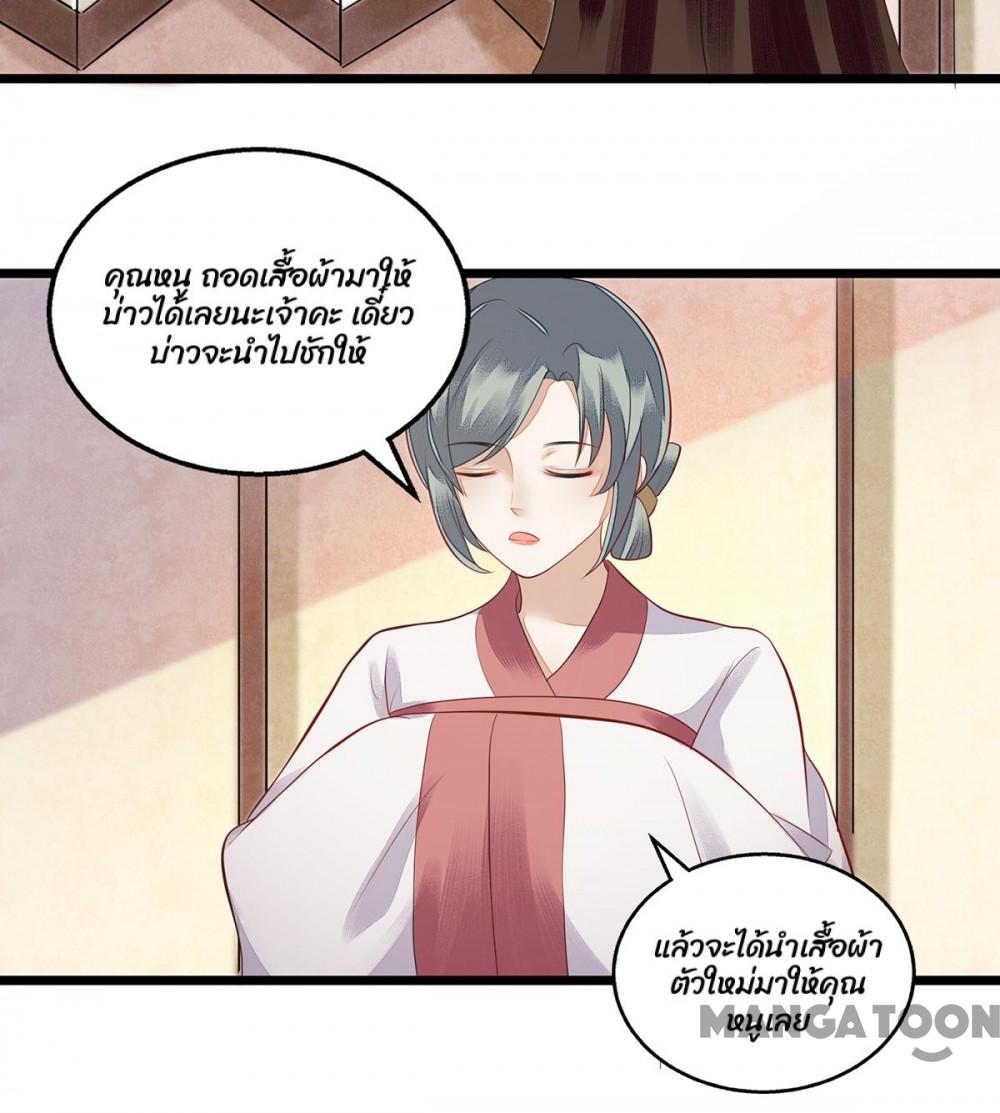 คุณหนู ถอดเสื้อผ้ามาให้
บ่าวได้เลยนะเจ้าคะ เดี๋ยว
บ่าวจะนำไปซักให้
แล้วจะได้นำเสื้อผ้า
ตัวใหม่มาให้คุณ
หนูเลย
MANGATOON